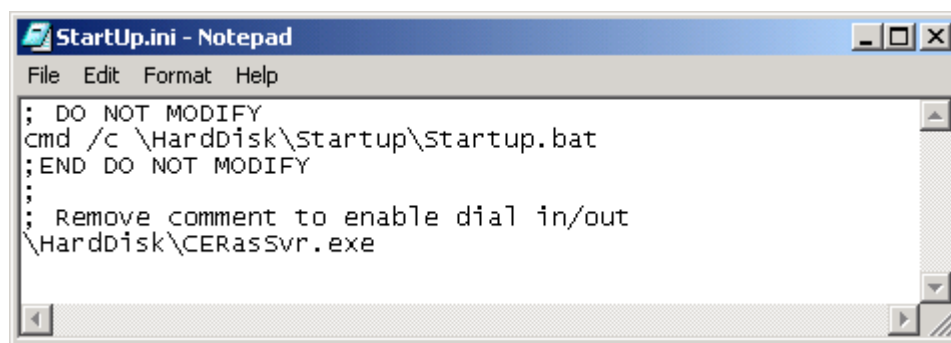 StartUp.ini - Notepad
File Edit Format Help
; DO NOT MODIFY
cmd /c \HardDisk\Startup\Startup.bat
;END DO NOT MODIFY
;
; Remove comment to enable dial in/out
\HardDisk\CERasSvr.exe